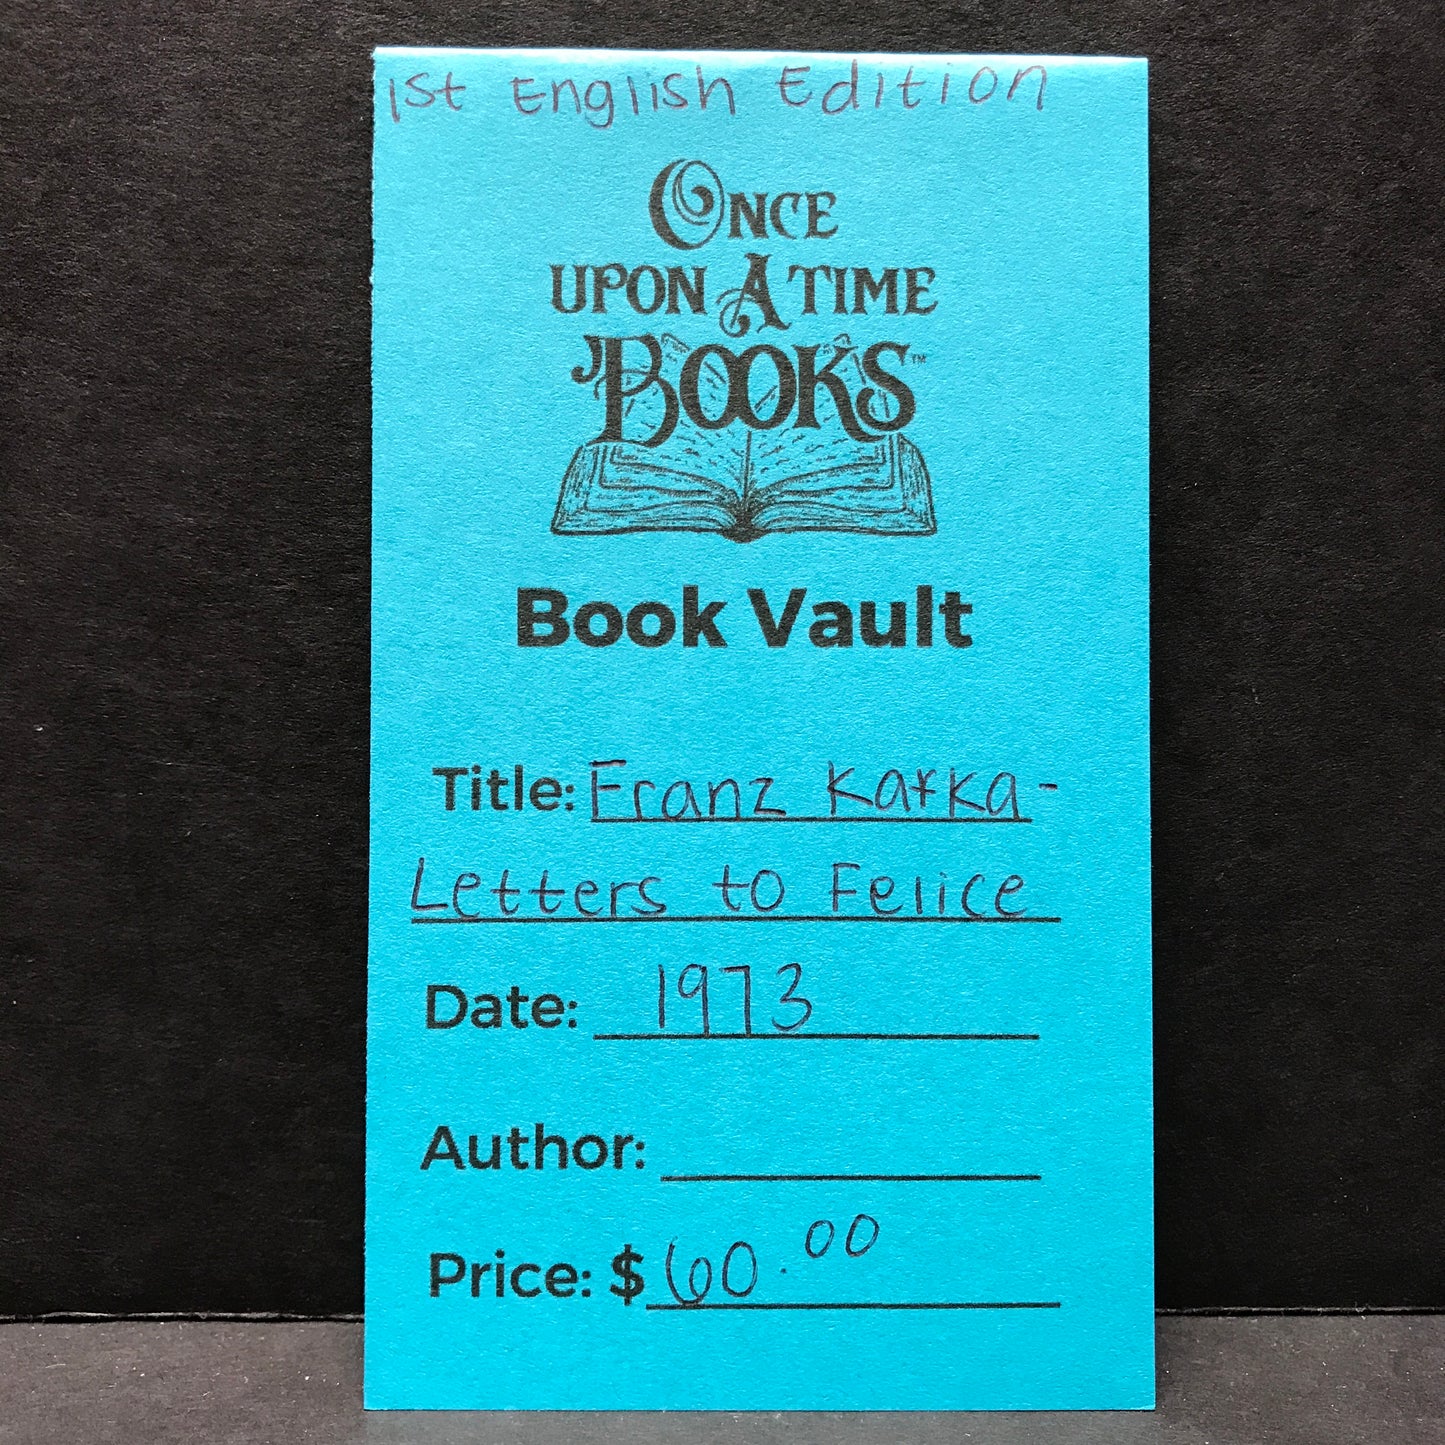 1st English Edition
ONCE
UPON A TIME
BOOKS™
Book Vault
Title: Franz Kafka -
Letters to Felice
Date: 1973
Author:
Price: $60.00